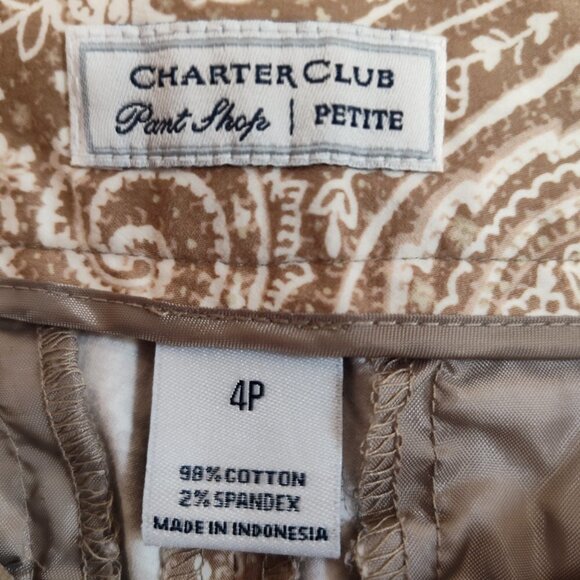 CHARTER CLUB
Pant Shop | PETITE
4P
98% COTTON
2% SPANDEX
MADE IN INDONESIA